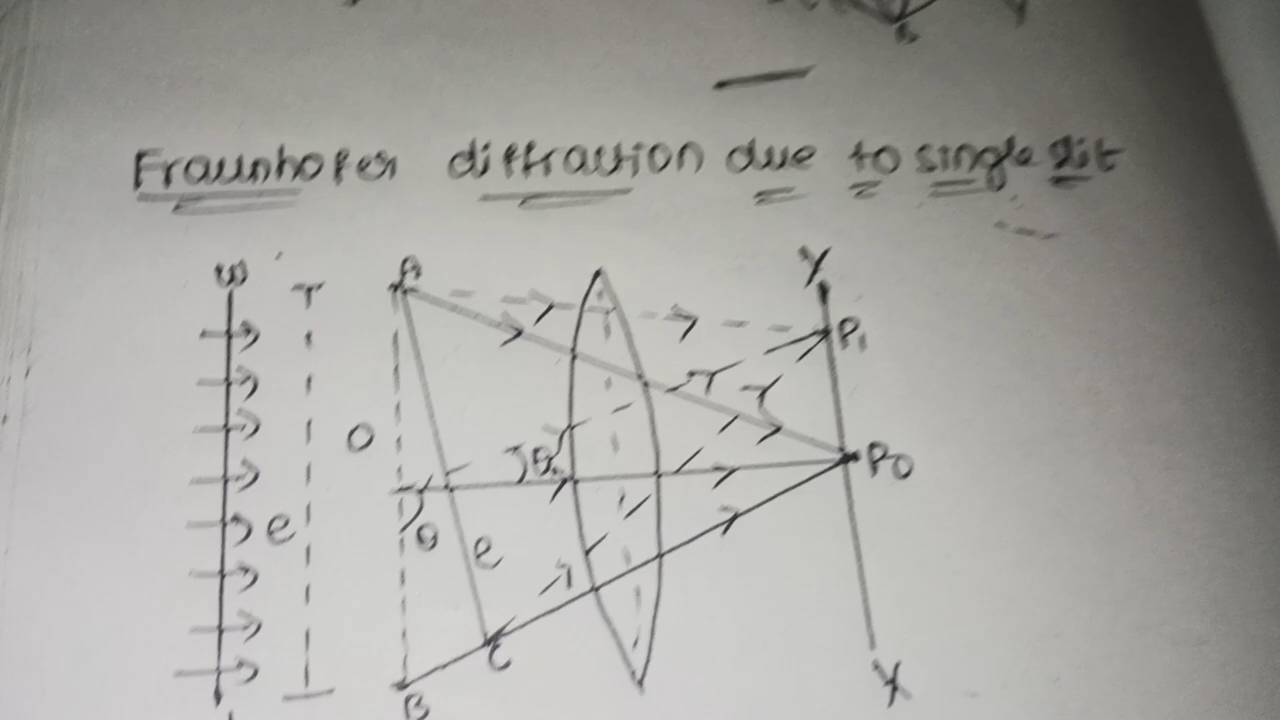 Fraunhofer diffraction due to single slit
W
A
Y
P1
O
θ
P0
e
θ
e
C
B
X